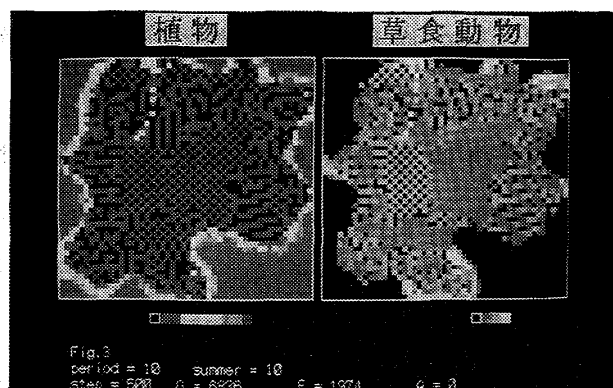 植物
草食動物
Fig.3
period = 10 summer = 10
step = 500